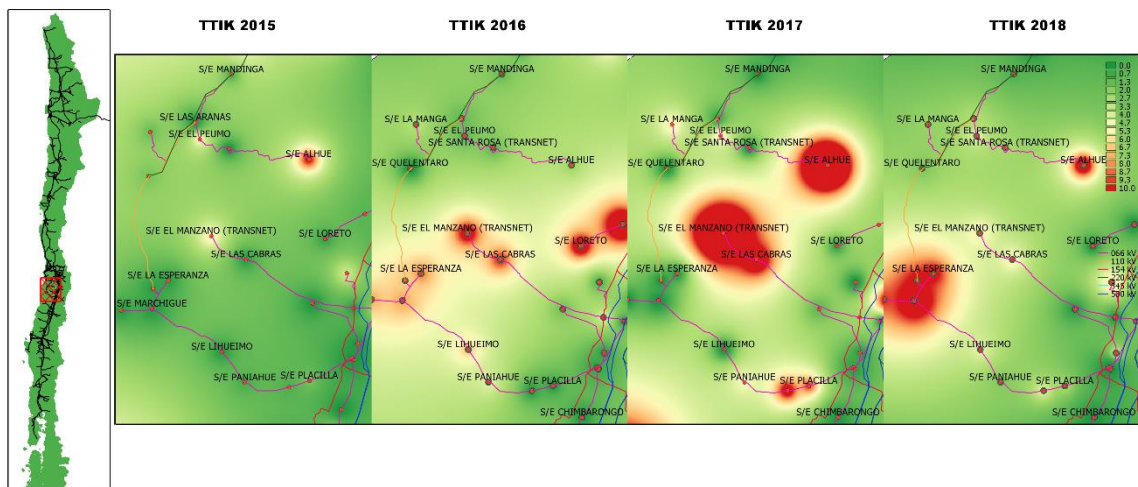 TTIK 2015
TTIK 2016
TTIK 2017
TTIK 2018
S/E MANDINGA
S/E LAS ARANAS
S/E EL PEUMO
S/E ALHUE
S/E EL MANZANO (TRANSNET)
S/E LAS CABRAS
S/E LORETO
S/E LA ESPERANZA
S/E MARCHIGUE
S/E LIHUEIMO
S/E PANIAHUE
S/E PLACILLA
S/E MANDINGA
S/E LA MANGA
S/E EL PEUMO
S/E SANTA ROSA (TRANSNET)
S/E QUELENTARO
S/E ALHUE
S/E EL MANZANO (TRANSNET)
S/E LORETO
S/E LAS CABRAS
S/E LA ESPERANZA
S/E LIHUEIMO
S/E PANIAHUE
S/E PLACILLA
S/E CHIMBARONGO
S/E MANDINGA
S/E LA MANGA
S/E EL PEUMO
S/E SANTA ROSA (TRANSNET)
S/E QUELENTARO
S/E ALHUE
S/E EL MANZANO (TRANSNET)
S/E LORETO
S/E LAS CABRAS
S/E LA ESPERANZA
S/E LIHUEIMO
S/E PANIAHUE
S/E PLACILLA
S/E CHIMBARONGO
S/E MANDINGA
S/E LA MANGA
S/E EL PEUMO
S/E SANTA ROSA (TRANSNET)
S/E QUELENTARO
S/E ALHUE
S/E EL MANZANO (TRANSNET)
S/E LORETO
S/E LAS CABRAS
S/E LA ESPERANZA
S/E LIHUEIMO
S/E PANIAHUE
S/E PLACILLA
S/E CHIMBARONGO
0.0
0.7
1.3
2.0
2.7
3.3
4.0
4.7
5.3
6.0
6.7
7.3
8.0
8.7
9.3
10.0
066 kV
110 kV
154 kV
220 kV
345 kV
500 kV